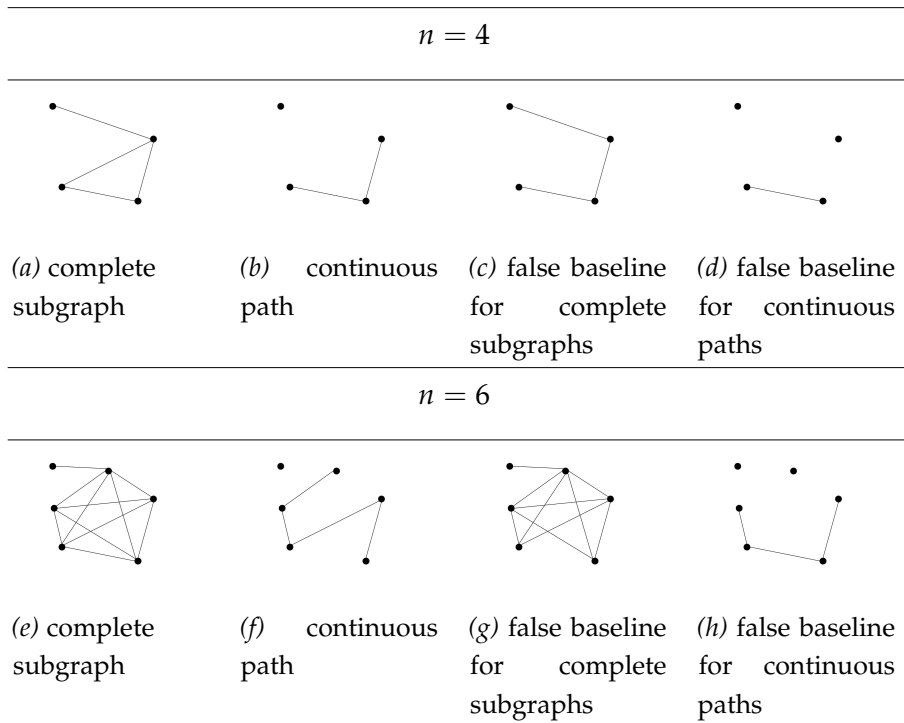 n = 4
(a) complete
subgraph
(b) continuous
path
(c) false baseline
for complete
subgraphs
(d) false baseline
for continuous
paths
n = 6
(e) complete
subgraph
(f) continuous
path
(g) false baseline
for complete
subgraphs
(h) false baseline
for continuous
paths